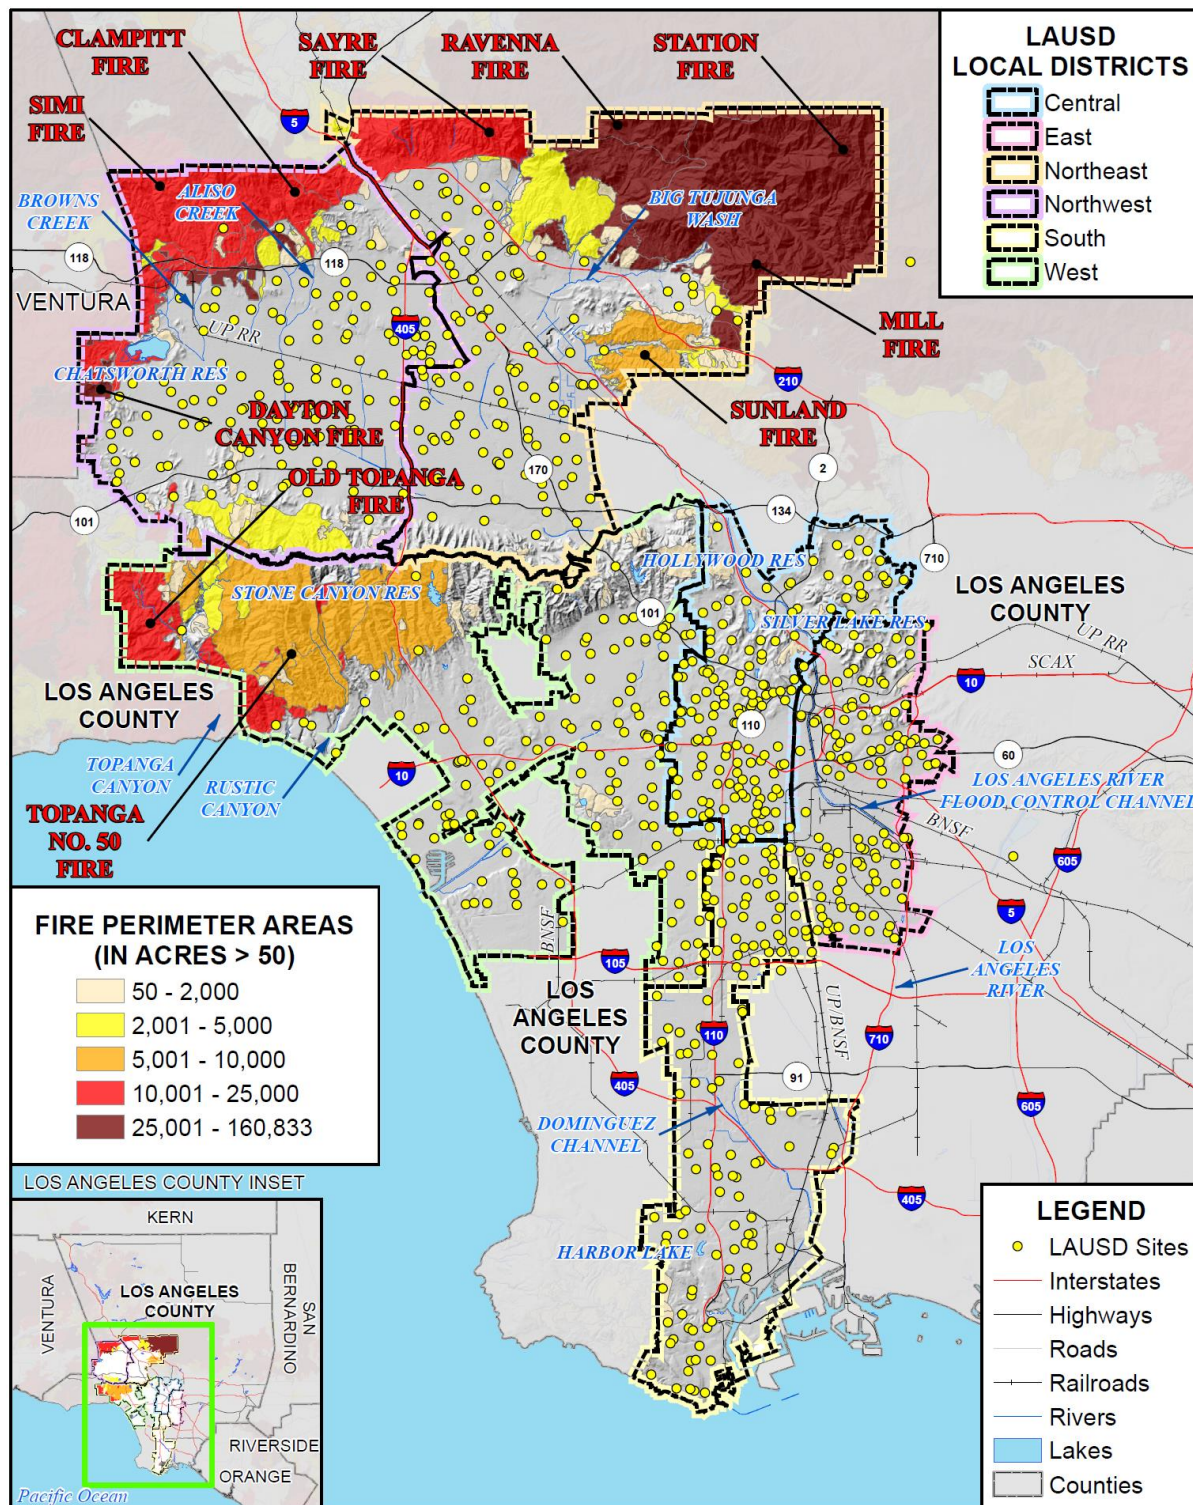 CLAMPITT
FIRE
SAYRE
FIRE
RAVENNA
FIRE
STATION
FIRE
SIMI
FIRE
LAUSD
LOCAL DISTRICTS
Central
East
Northeast
Northwest
South
West
5
BROWNS
CREEK
ALISO
CREEK
BIG TUJUNGA
WASH
118
118
VENTURA
UP RR
405
MILL
FIRE
CHATSWORTH RES
210
DAYTON
CANYON FIRE
SUNLAND
FIRE
OLD TOPANGA
FIRE
170
2
101
134
710
HOLLYWOOD RES
STONE CANYON RES
101
LOS ANGELES
COUNTY
SILVER LAKE RES
UP RR
SCAX
10
LOS ANGELES
COUNTY
110
60
TOPANGA
CANYON
RUSTIC
CANYON
10
LOS ANGELES RIVER
FLOOD CONTROL CHANNEL
TOPANGA
NO. 50
FIRE
BNSF
605
5
FIRE PERIMETER AREAS
(IN ACRES > 50)
50 - 2,000
2,001 - 5,000
5,001 - 10,000
10,001 - 25,000
25,001 - 160,833
BNSF
105
LOS
ANGELES
RIVER
LOS
ANGELES
COUNTY
UP/BNSF
110
710
405
91
605
DOMINGUEZ
CHANNEL
405
HARBOR LAKE
LOS ANGELES COUNTY INSET
KERN
VENTURA
LOS ANGELES
COUNTY
SAN
BERNARDINO
RIVERSIDE
ORANGE
Pacific Ocean
LEGEND
LAUSD Sites
Interstates
Highways
Roads
Railroads
Rivers
Lakes
Counties